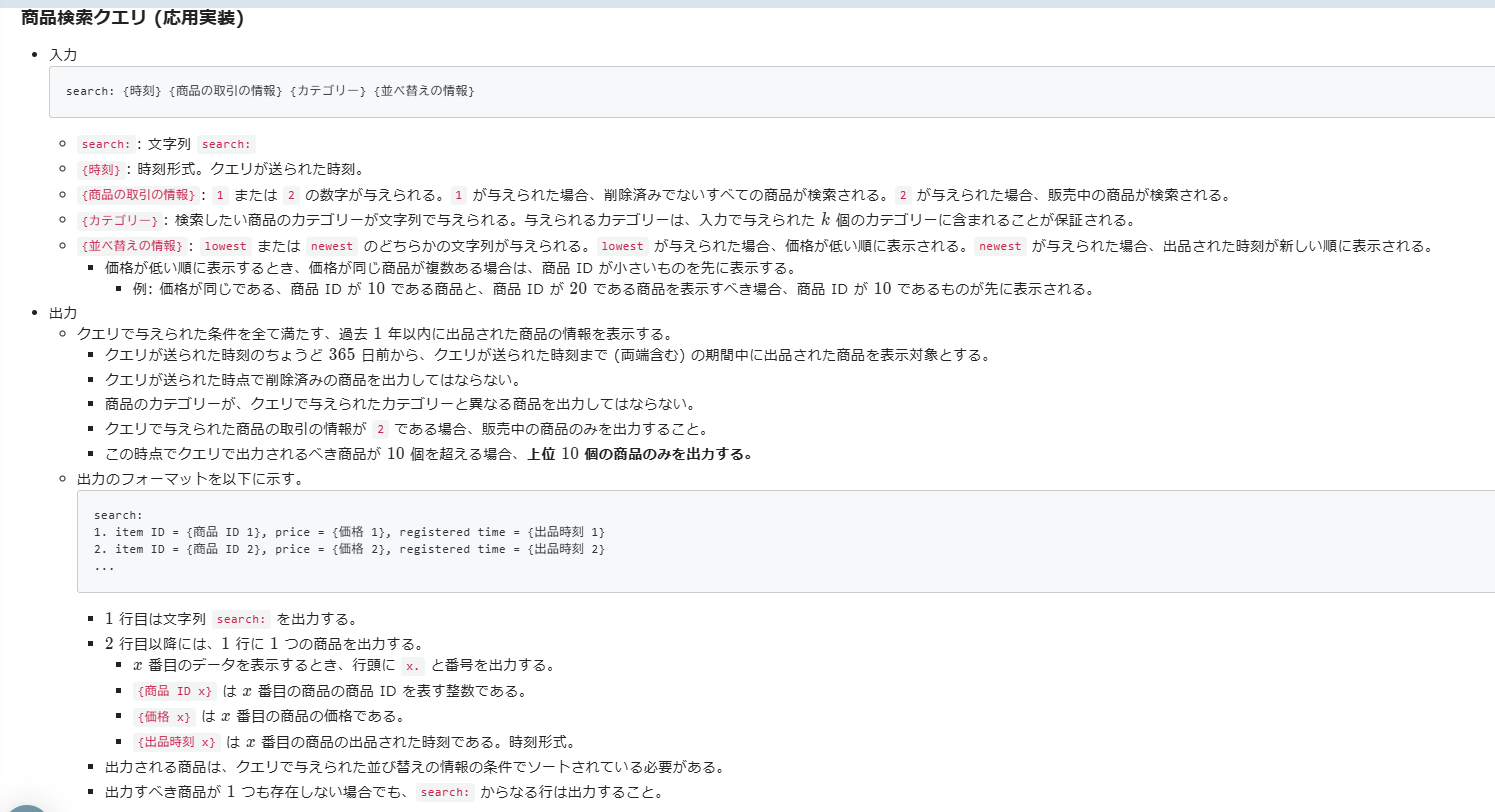 商品検索クエリ (応用実装)
入力
search: {時刻} {商品の取引の情報} {カテゴリー} {並べ替えの情報}
search: : 文字列 search:
{時刻} : 時刻形式。クエリが送られた時刻。
{商品の取引の情報} : 1 または 2 の数字が与えられる。 1 が与えられた場合、削除済みでないすべての商品が検索される。 2 が与えられた場合、販売中の商品が検索される。
{カテゴリー} : 検索したい商品のカテゴリーが文字列で与えられる。与えられるカテゴリーは、入力で与えられた k 個のカテゴリーに含まれることが保証される。
{並べ替えの情報} : lowest または newest のどちらかの文字列が与えられる。 lowest が与えられた場合、価格が低い順に表示される。 newest が与えられた場合、出品された時刻が新しい順に表示される。
価格が低い順に表示するとき、価格が同じ商品が複数ある場合は、商品 ID が小さいものを先に表示する。
例: 価格が同じである、商品 ID が 10 である商品と、商品 ID が 20 である商品を表示すべき場合、商品 ID が 10 であるものが先に表示される。
出力
クエリで与えられた条件を全て満たす、過去 1 年以内に出品された商品の情報を表示する。
クエリが送られた時刻のちょうど 365 日前から、クエリが送られた時刻まで (両端含む) の期間中に出品された商品を表示対象とする。
クエリが送られた時点で削除済みの商品を出力してはならない。
商品のカテゴリーが、クエリで与えられたカテゴリーと異なる商品を出力してはならない。
クエリで与えられた商品の取引の情報が 2 である場合、販売中の商品のみを出力すること。
この時点でクエリで出力されるべき商品が 10 個を超える場合、上位 10 個の商品のみを出力する。
出力のフォーマットを以下に示す。
search:
1. item ID = {商品 ID 1}, price = {価格 1}, registered time = {出品時刻 1}
2. item ID = {商品 ID 2}, price = {価格 2}, registered time = {出品時刻 2}
...
1 行目は文字列 search: を出力する。
2 行目以降には、1 行に 1 つの商品を出力する。
x 番目のデータを表示するとき、行頭に x. と番号を出力する。
{商品 ID x} は x 番目の商品の商品 ID を表す整数である。
{価格 x} は x 番目の商品の価格である。
{出品時刻 x} は x 番目の商品の出品された時刻である。時刻形式。
出力される商品は、クエリで与えられた並び替えの情報の条件でソートされている必要がある。
出力すべき商品が 1 つも存在しない場合でも、 search: からなる行は出力すること。